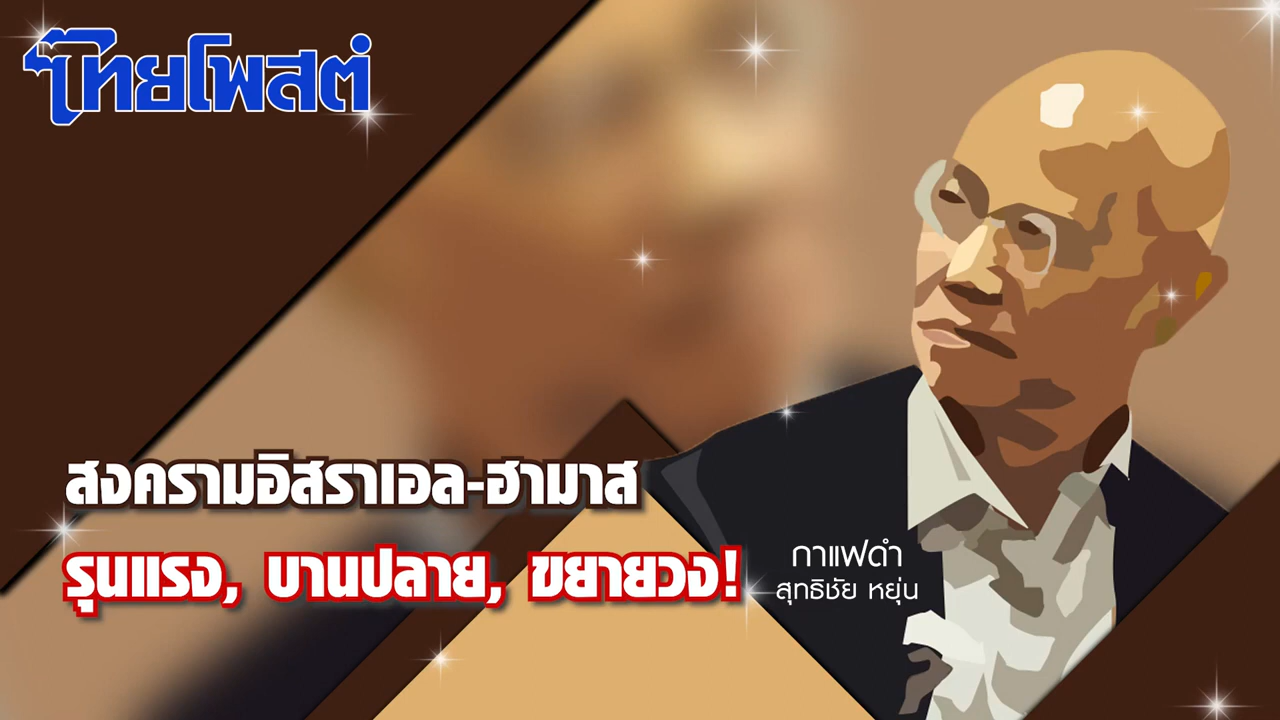 ไทยโพสต์
สงครามอิสราเอล-ฮามาส
รุนแรง, บานปลาย, ขยายวง!
กาแฟดำ
สุทธิชัย หยุ่น